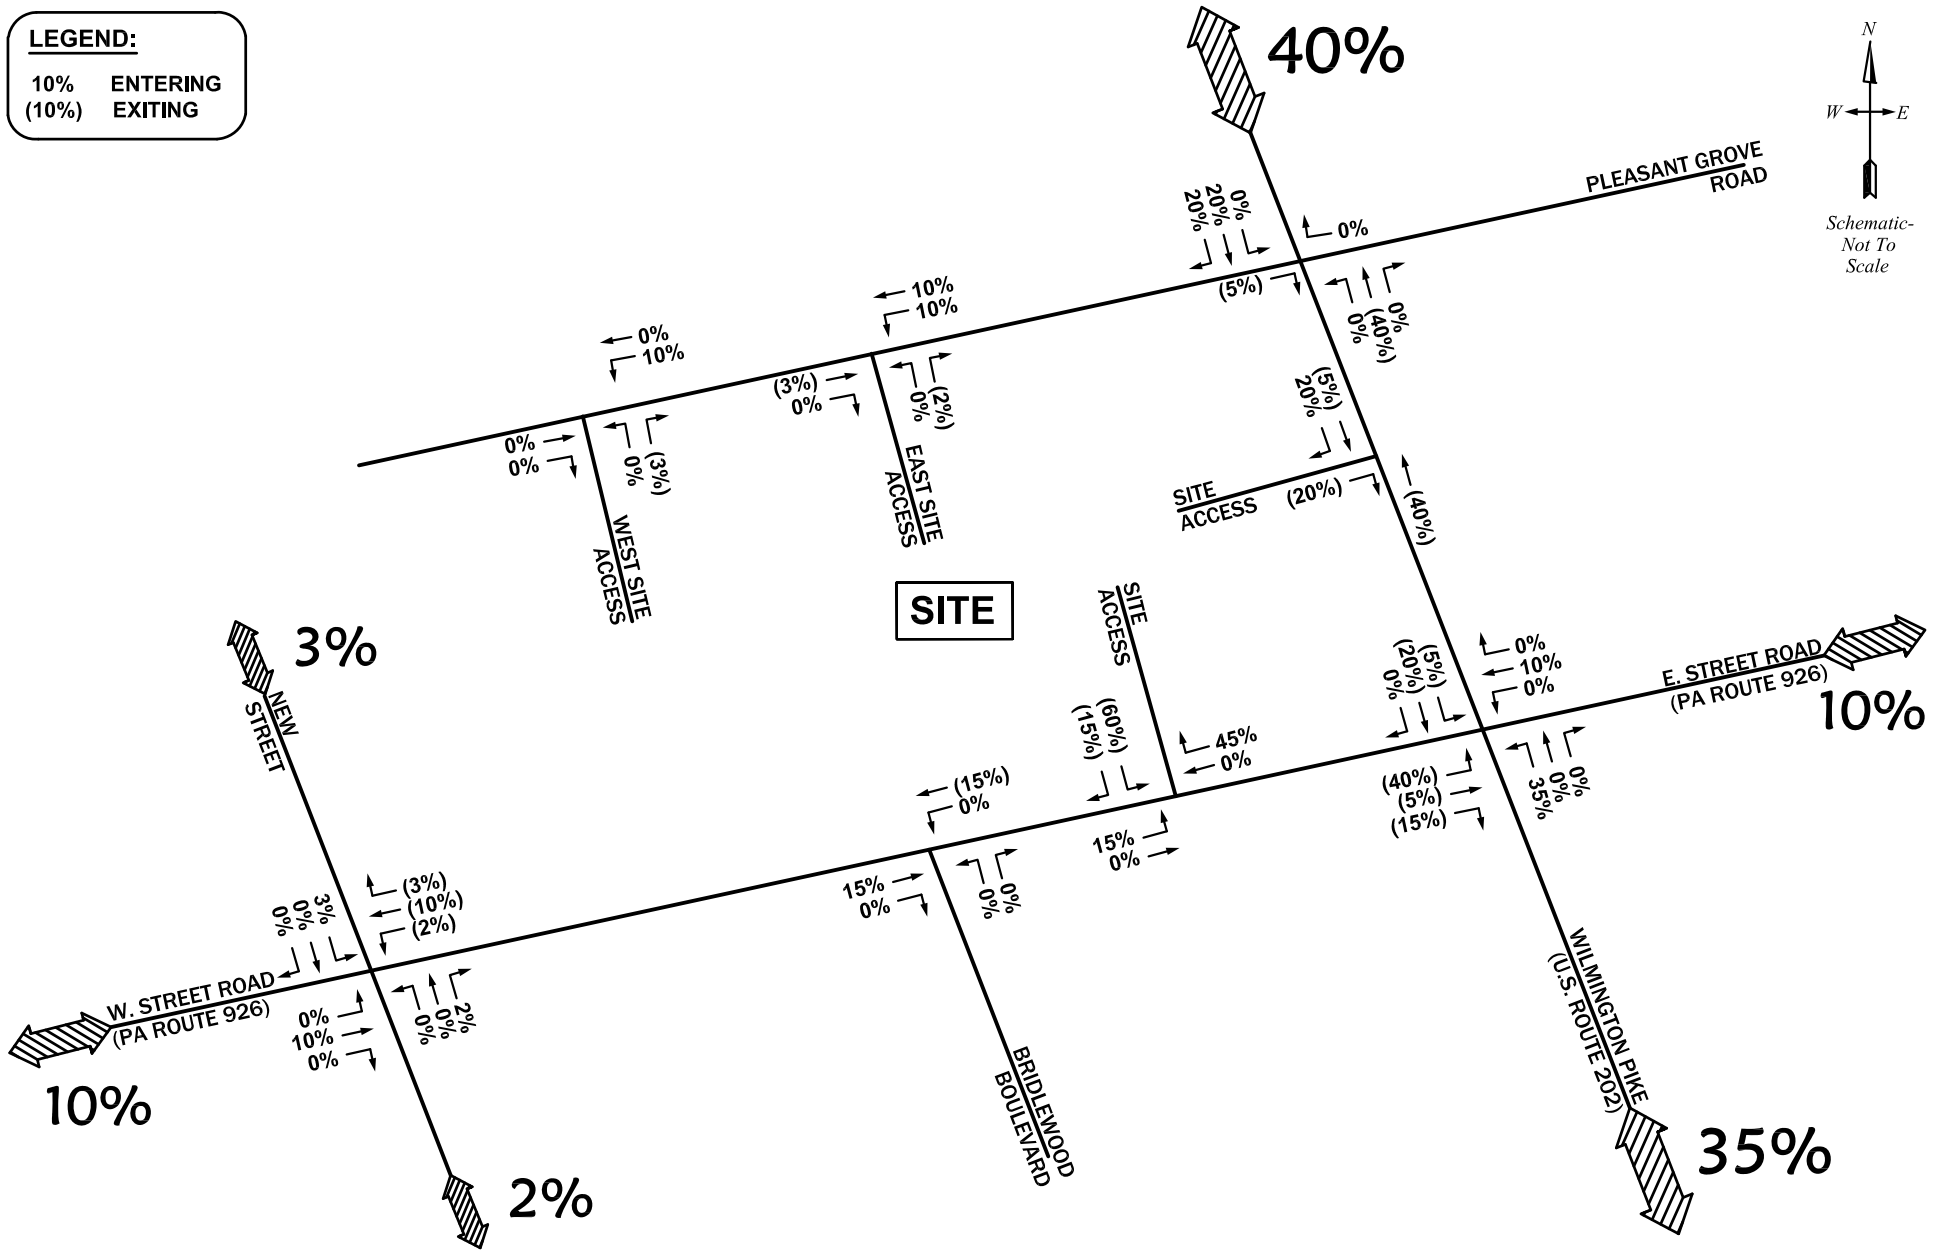 LEGEND:
10% ENTERING
(10%) EXITING
40%
N
W E
Schematic-
Not To
Scale
PLEASANT GROVE
ROAD
20%
20%
0%
0%
(5%)
0%
(40%)
0%
10%
10%
0%
10%
(3%)
0%
0%
(2%)
0%
0%
0%
(3%)
EAST SITE
ACCESS
WEST SITE
ACCESS
20%
(5%)
SITE
ACCESS
(20%)
(40%)
SITE
SITE
ACCESS
3%
NEW
STREET
0%
(20%)
(5%)
0%
10%
0%
E. STREET ROAD
(PA ROUTE 926)
10%
(15%)
(60%)
45%
0%
(40%)
(5%)
(15%)
35%
0%
0%
(15%)
0%
15%
0%
15%
0%
0%
0%
0%
0%
3%
(3%)
(10%)
(2%)
W. STREET ROAD
(PA ROUTE 926)
0%
10%
0%
0%
0%
2%
10%
2%
BRIDLEWOOD
BOULEVARD
WILMINGTON PIKE
(U.S. ROUTE 202)
35%